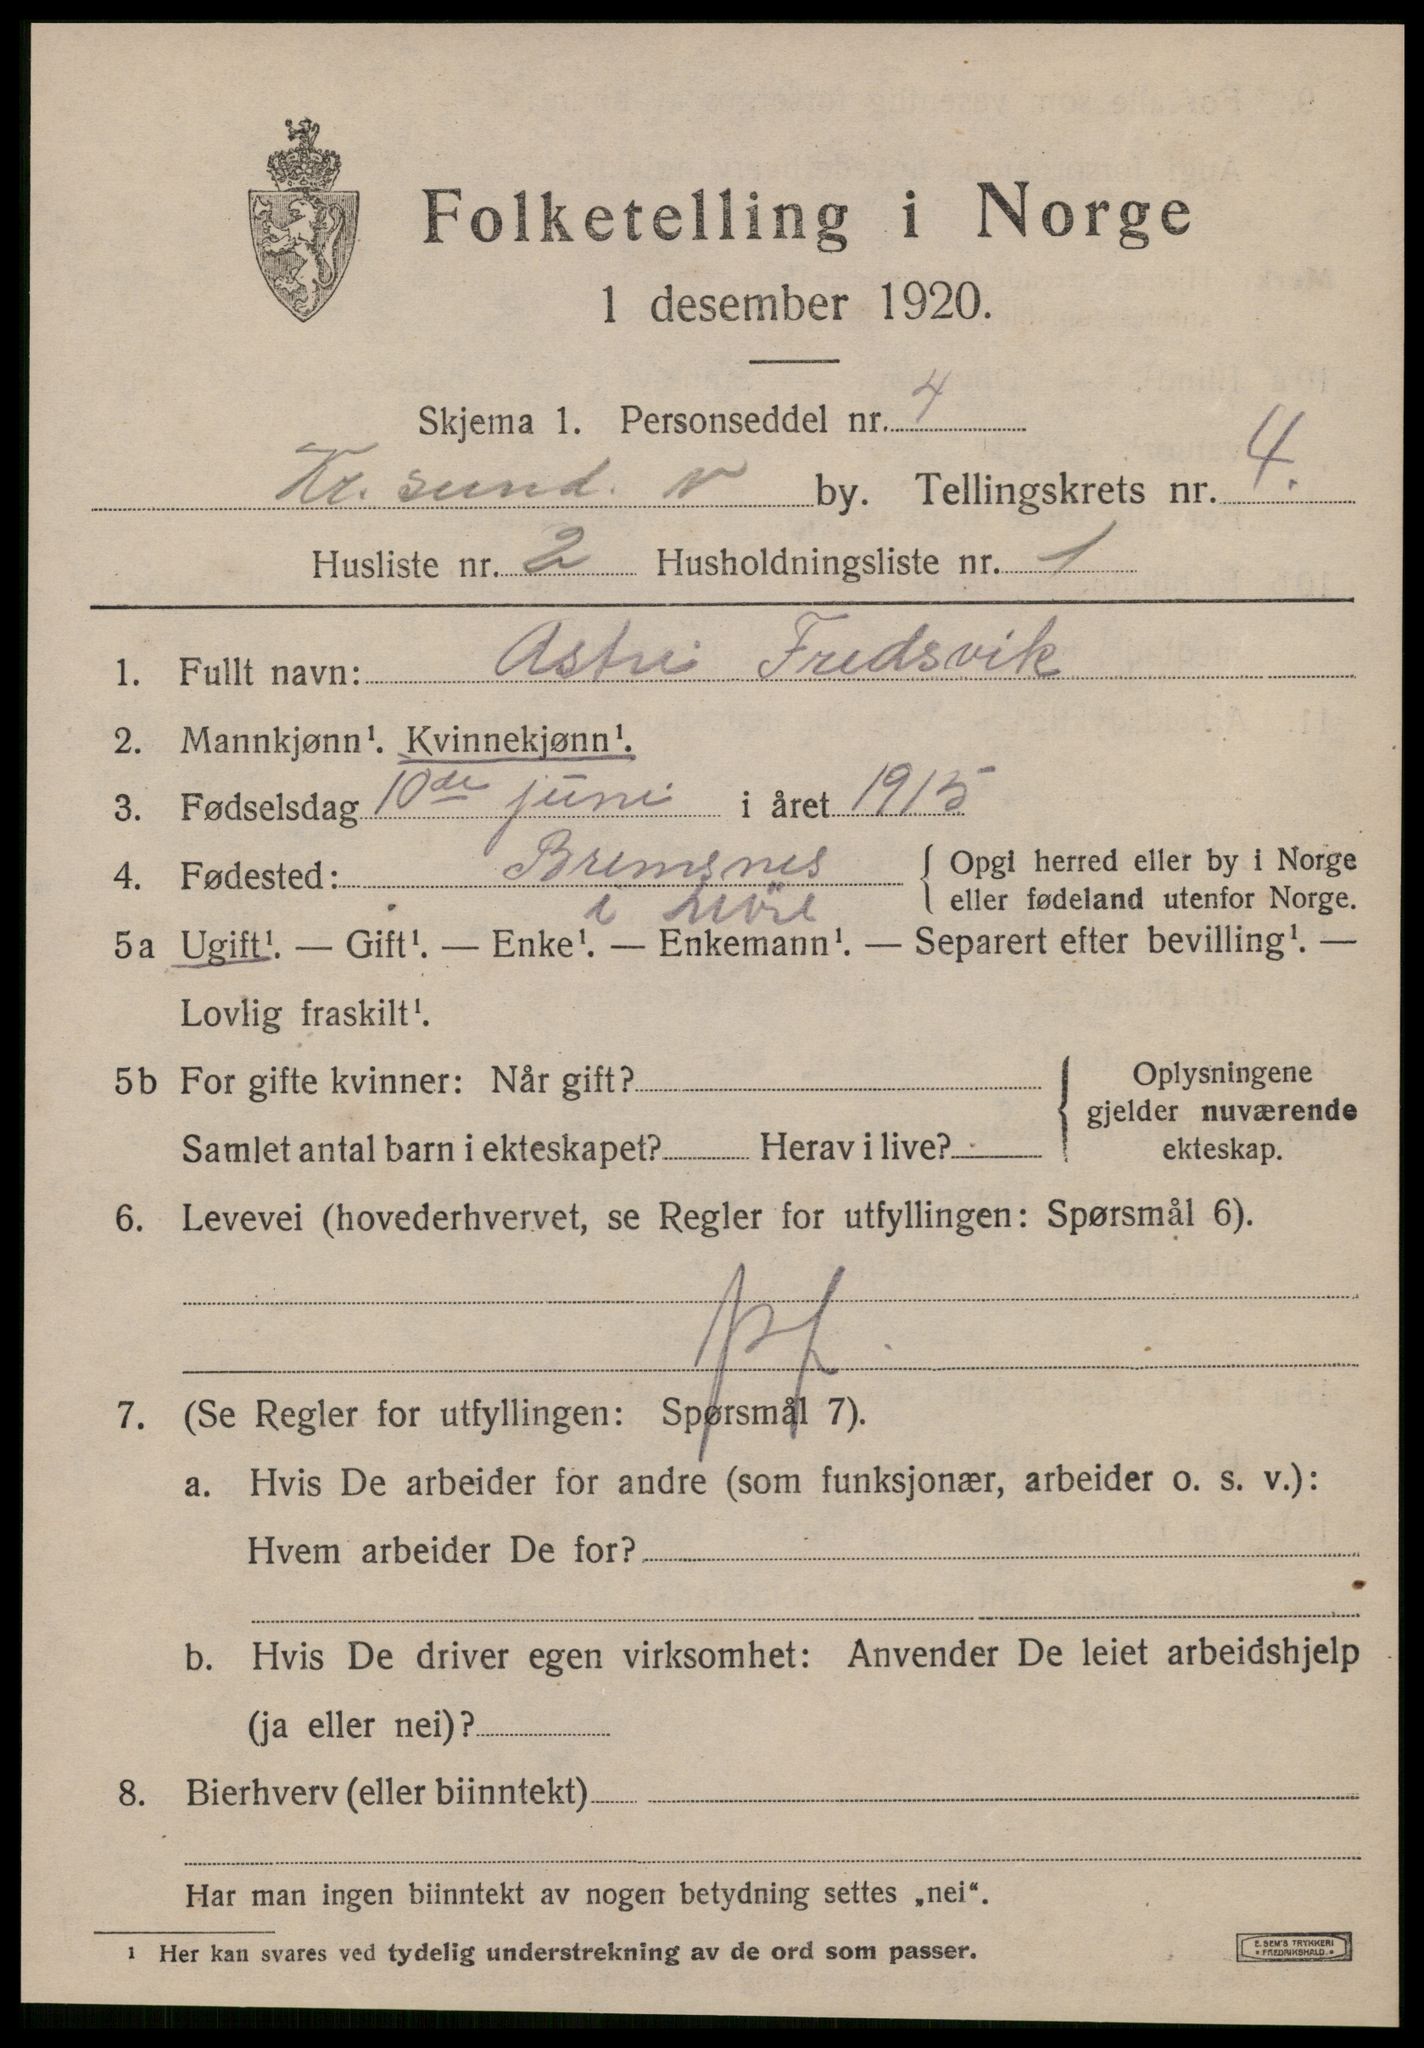 Folketelling i Norge
1 desember 1920.
Skjema 1. Personseddel nr. 4
Kr.sund. N by. Tellingskrets nr. 4.
Husliste nr. 2 Husholdningsliste nr. 1
1. Fullt navn: Astri Fredsvik
2. Mannkjønn¹. Kvinnekjønn¹.
3. Fødselsdag 10de juni i året 1915
4. Fødested: Bremsnes { Opgi herred eller by i Norge
i Möre eller fødeland utenfor Norge.
5a Ugift¹. — Gift¹. — Enke¹. — Enkemann¹. — Separert efter bevilling¹. —
Lovlig fraskilt¹.
5b For gifte kvinner: Når gift? { Oplysningene
gjelder nuværende
Samlet antal barn i ekteskapet? Herav i live? ekteskap.
6. Levevei (hovederhvervet, se Regler for utfyllingen: Spørsmål 6).
7. (Se Regler for utfyllingen: Spørsmål 7).
a. Hvis De arbeider for andre (som funksjonær, arbeider o. s. v.):
Hvem arbeider De for?
b. Hvis De driver egen virksomhet: Anvender De leiet arbeidshjelp
(ja eller nei)?
8. Bierhverv (eller biinntekt)
Har man ingen biinntekt av nogen betydning settes „nei“.
1 Her kan svares ved tydelig understrekning av de ord som passer.
E. SEM'S TRYKKERI
• FREDRIKSHALD. •